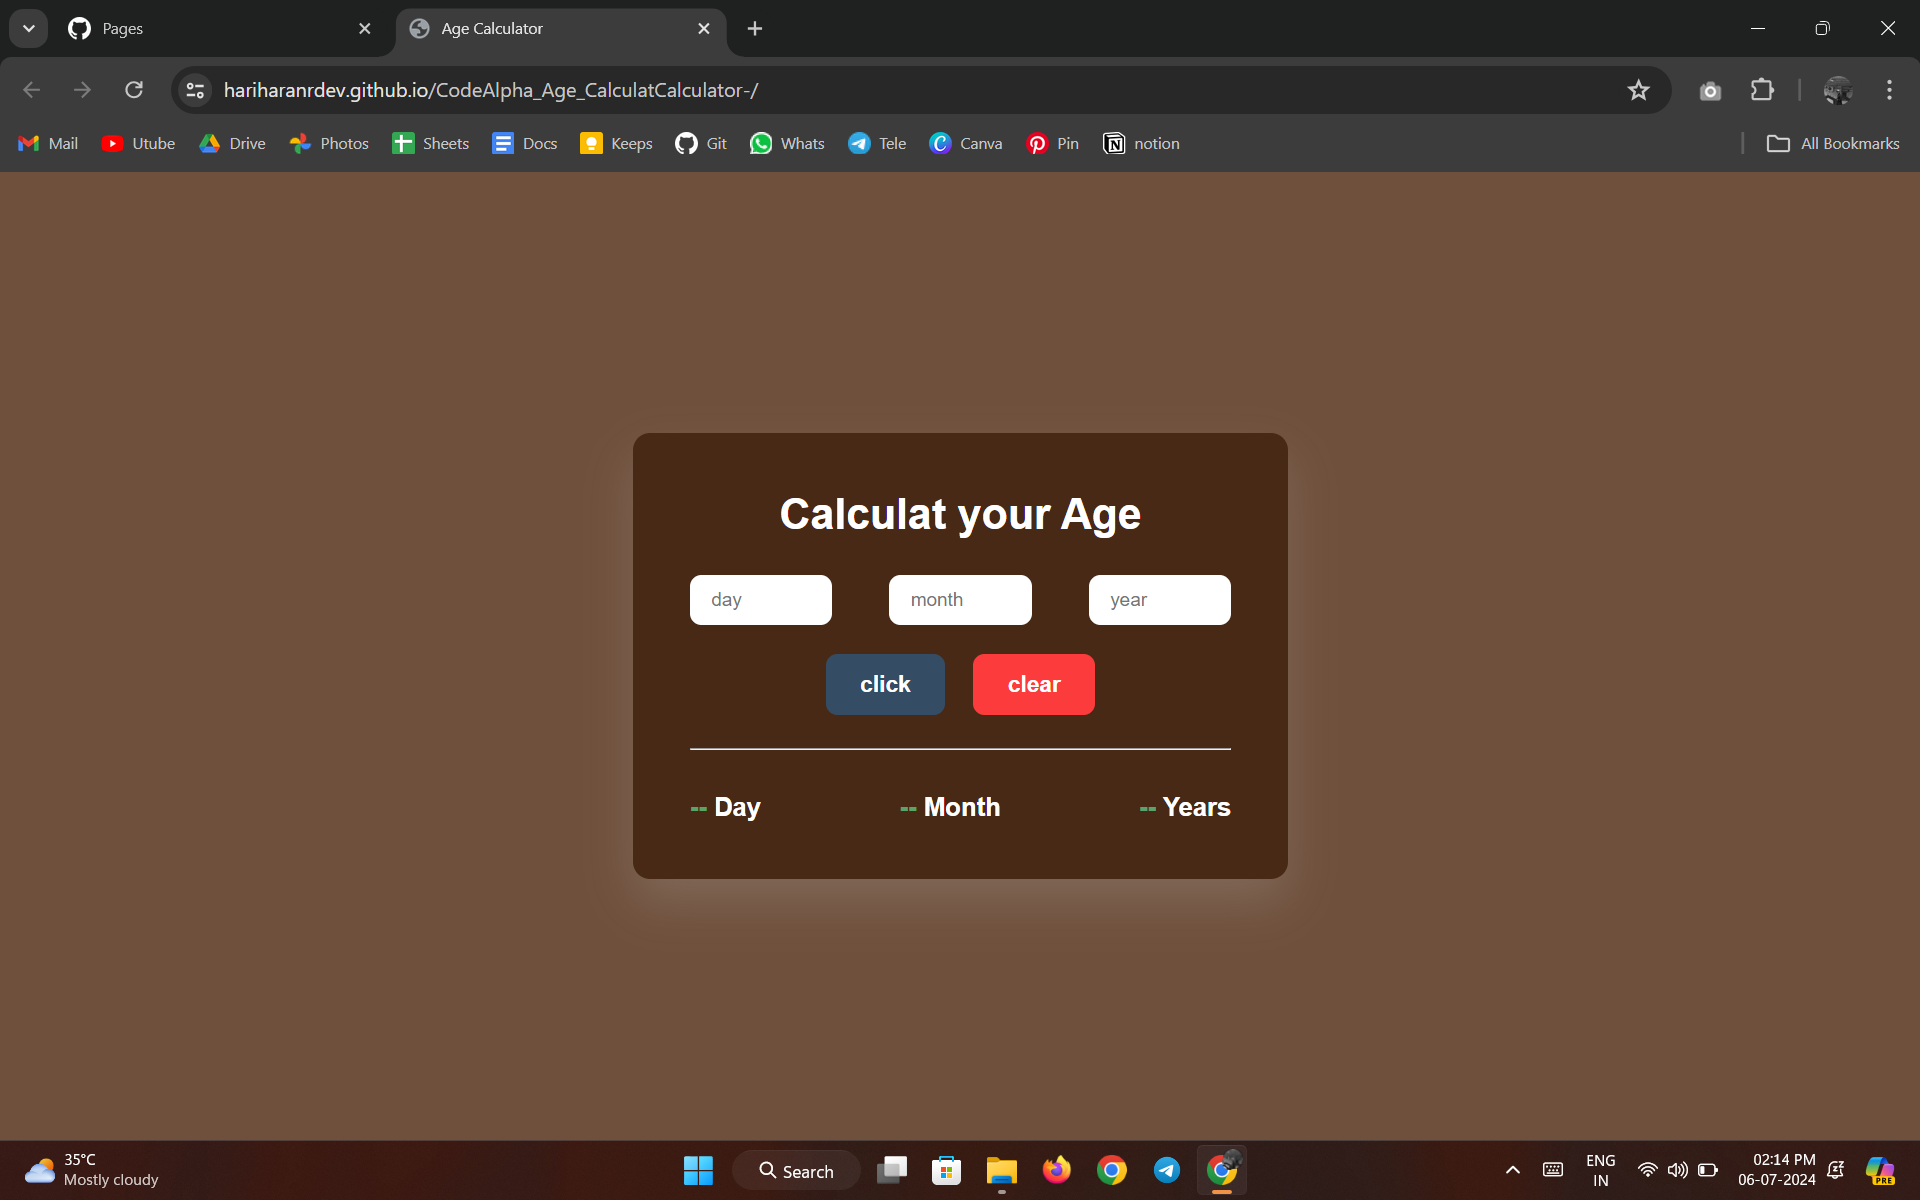 Pages
Age Calculator
hariharanrdev.github.io/CodeAlpha_Age_CalculatCalculator-/
Mail Utube Drive Photos Sheets Docs Keeps Git Whats Tele Canva Pin notion All Bookmarks
Calculat your Age
day month year
click clear
-- Day -- Month -- Years
35°C
Mostly cloudy
Search
ENG
IN
02:14 PM
06-07-2024
PRE